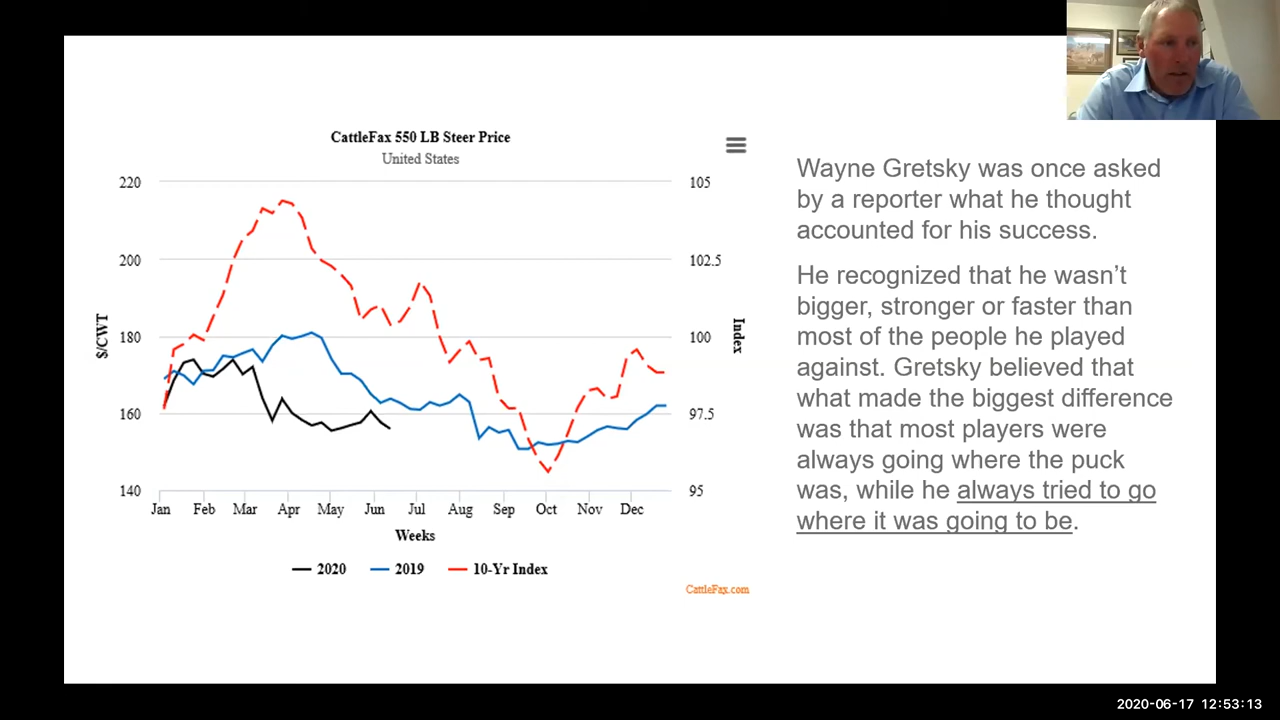 CattleFax 550 LB Steer Price
United States
220
200
180
160
140
$/CWT
105
102.5
100
97.5
95
Index
Jan Feb Mar Apr May Jun Jul Aug Sep Oct Nov Dec
Weeks
2020 2019 10-Yr Index
CattleFax.com
Wayne Gretsky was once asked
by a reporter what he thought
accounted for his success.
He recognized that he wasn’t
bigger, stronger or faster than
most of the people he played
against. Gretsky believed that
what made the biggest difference
was that most players were
always going where the puck
was, while he always tried to go
where it was going to be.
2020-06-17 12:53:13